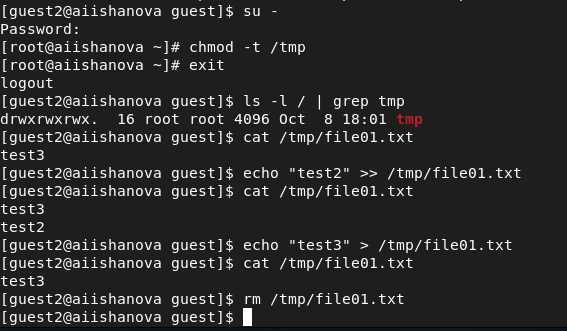 [guest2@aiishanova guest]$ su -
Password:
[root@aiishanova ~]# chmod -t /tmp
[root@aiishanova ~]# exit
logout
[guest2@aiishanova guest]$ ls -l / | grep tmp
drwxrwxrwx.  16 root root 4096 Oct  8 18:01 tmp
[guest2@aiishanova guest]$ cat /tmp/file01.txt
test3
[guest2@aiishanova guest]$ echo "test2" >> /tmp/file01.txt
[guest2@aiishanova guest]$ cat /tmp/file01.txt
test3
test2
[guest2@aiishanova guest]$ echo "test3" > /tmp/file01.txt
[guest2@aiishanova guest]$ cat /tmp/file01.txt
test3
[guest2@aiishanova guest]$ rm /tmp/file01.txt
[guest2@aiishanova guest]$